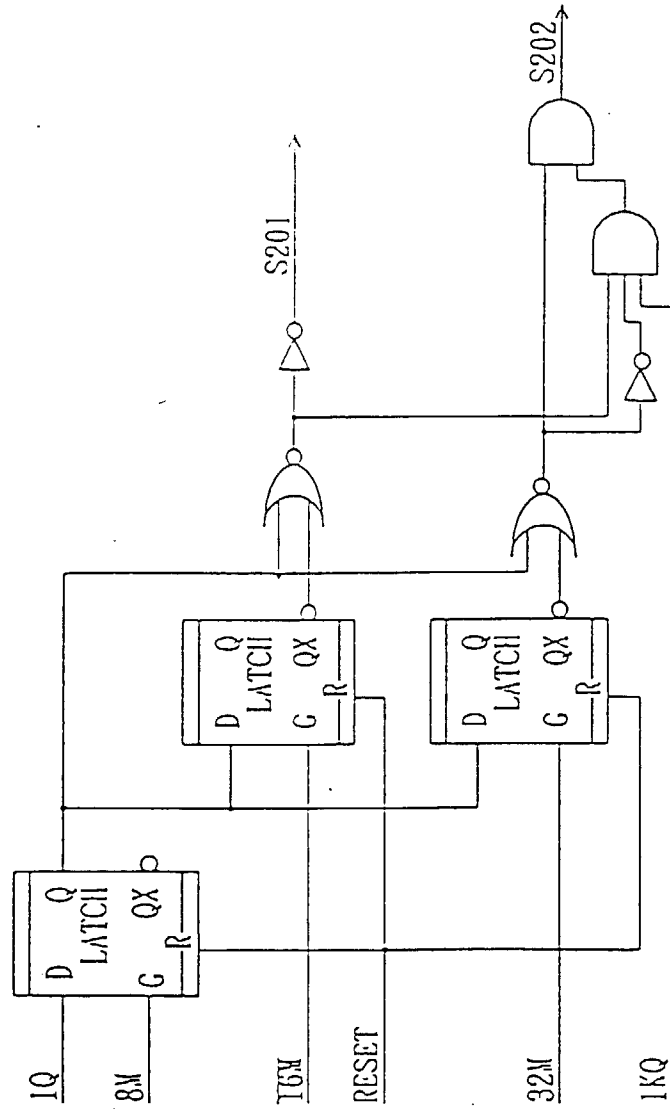 1Q
8M
16M
RESET
32M
1KQ
D
Q
LATCH
G
QX
R
D
Q
LATCH
G
QX
R
D
Q
LATCH
G
QX
R
S201
S202